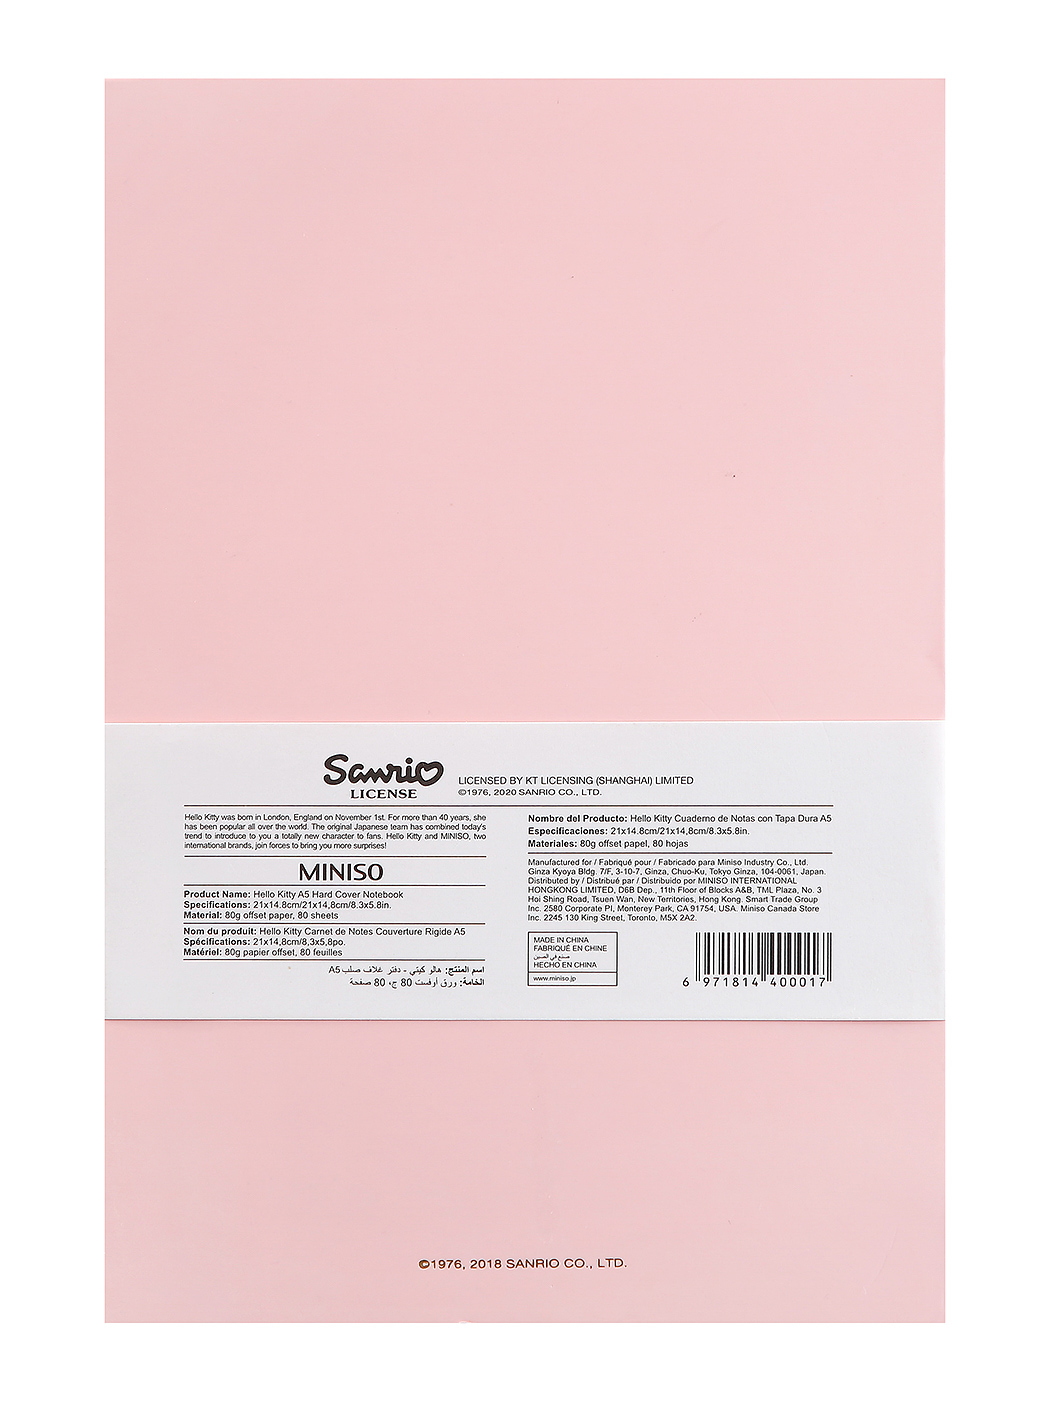 Sanrio
LICENSE
LICENSED BY KT LICENSING (SHANGHAI) LIMITED
©1976, 2020 SANRIO CO., LTD.
Hello Kitty was born in London, England on November 1st. For more than 40 years, she
has been popular all over the world. The original Japanese team has combined today's
trend to introduce to you a totally new character to fans. Hello Kitty and MINISO, two
international brands, join forces to bring you more surprises!
MINISO
Product Name: Hello Kitty A5 Hard Cover Notebook
Specifications: 21x14.8cm/21x14,8cm/8.3x5.8in.
Material: 80g offset paper, 80 sheets
Nom du produit: Hello Kitty Carnet de Notes Couverture Rigide A5
Spécifications: 21x14,8cm/8,3x5,8po.
Matériel: 80g papier offset, 80 feuilles
اسم المنتج: هالو كيتي - دفتر غلاف صلب A5
الخامة: ورق أوفست 80 ج، 80 صفحة
Nombre del Producto: Hello Kitty Cuaderno de Notas con Tapa Dura A5
Especificaciones: 21x14.8cm/21x14,8cm/8.3x5.8in.
Materiales: 80g offset papel, 80 hojas
Manufactured for / Fabriqué pour / Fabricado para Miniso Industry Co., Ltd.
Ginza Kyoya Bldg. 7/F, 3-10-7, Ginza, Chuo-Ku, Tokyo Ginza, 104-0061, Japan.
Distributed by / Distribué par / Distribuido por MINISO INTERNATIONAL
HONGKONG LIMITED, D6B Dep., 11th Floor of Blocks A&B, TML Plaza, No. 3
Hoi Shing Road, Tsuen Wan, New Territories, Hong Kong. Smart Trade Group
Inc. 2580 Corporate Pl, Monterey Park, CA 91754, USA. Miniso Canada Store
Inc. 2245 130 King Street, Toronto, M5X 2A2.
MADE IN CHINA
FABRIQUÉ EN CHINE
صنع في الصين
HECHO EN CHINA
www.miniso.jp
6 971814 400017
©1976, 2018 SANRIO CO., LTD.